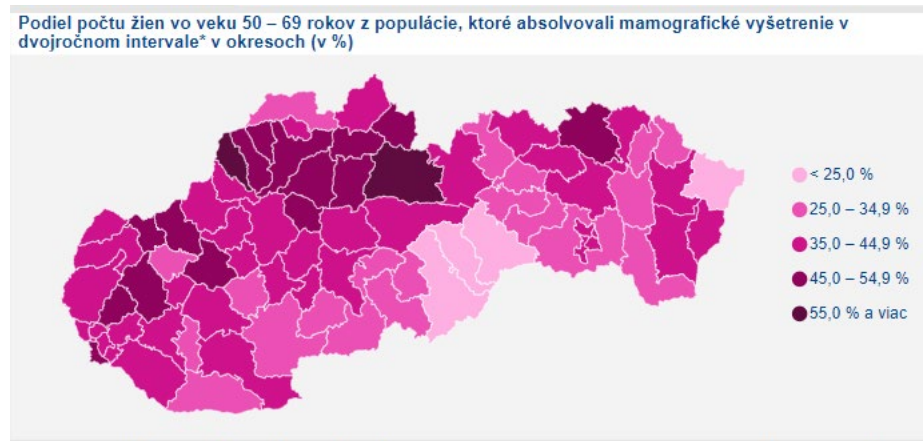 Podiel počtu žien vo veku 50 – 69 rokov z populácie, ktoré absolvovali mamografické vyšetrenie v
dvojročnom intervale* v okresoch (v %)
< 25,0 %
25,0 – 34,9 %
35,0 – 44,9 %
45,0 – 54,9 %
55,0 % a viac